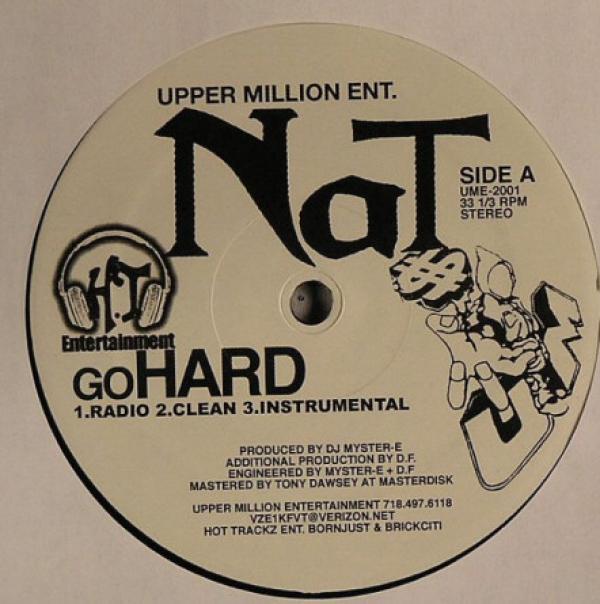 UPPER MILLION ENT.
NaT
SIDE A
UME-2001
33 1/3 RPM
STEREO
H.T
Entertainment
GO HARD
1.RADIO 2.CLEAN 3.INSTRUMENTAL
PRODUCED BY DJ MYSTER-E
ADDITIONAL PRODUCTION BY D.F.
ENGINEERED BY MYSTER-E + D.F
MASTERED BY TONY DAWSEY AT MASTERDISK
UPPER MILLION ENTERTAINMENT 718.497.6118
VZE1KFVT@VERIZON.NET
HOT TRACKZ ENT. BORNJUST & BRICKCITI